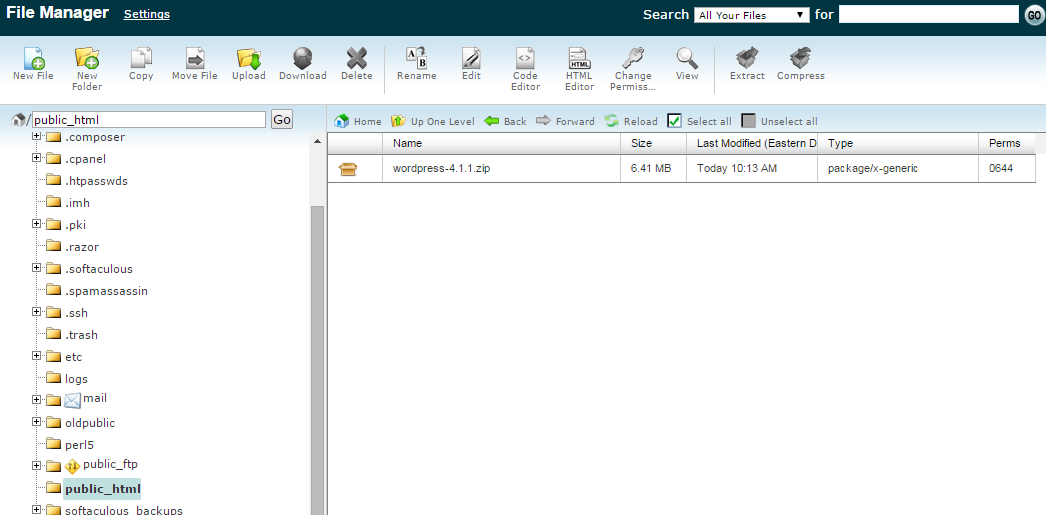 File Manager Settings Search All Your Files for GO
New File New Folder Copy Move File Upload Download Delete Rename Edit Code Editor HTML Editor Change Permiss... View Extract Compress
/ public_html Go Home Up One Level Back Forward Reload Select all Unselect all
Name Size Last Modified (Eastern D Type Perms
wordpress-4.1.1.zip 6.41 MB Today 10:13 AM package/x-generic 0644
.composer
.cpanel
.htpasswds
.imh
.pki
.razor
.softaculous
.spamassassin
.ssh
.trash
etc
logs
mail
oldpublic
perl5
public_ftp
public_html
softaculous_backups